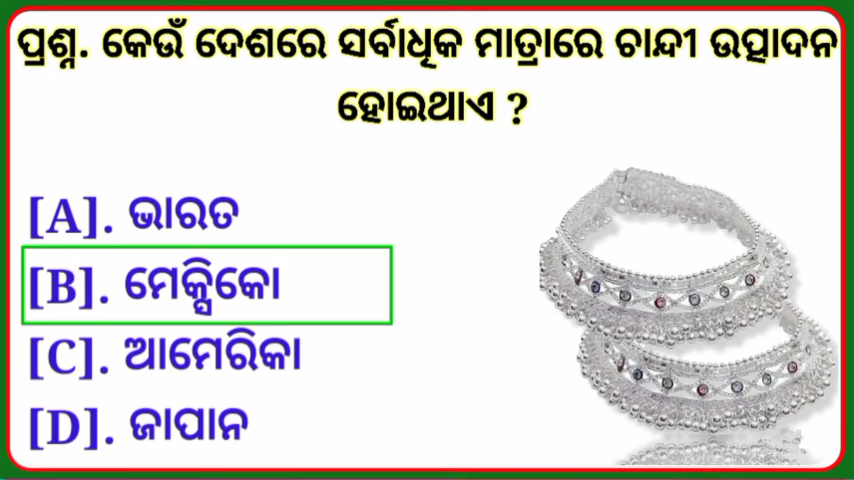 ପ୍ରଶ୍ନ. କେଉଁ ଦେଶରେ ସର୍ବାଧିକ ମାତ୍ରାରେ ଚାନ୍ଦୀ ଉତ୍ପାଦନ
ହୋଇଥାଏ ?
[A]. ଭାରତ
[B]. ମେକ୍ସିକୋ
[C]. ଆମେରିକା
[D]. ଜାପାନ